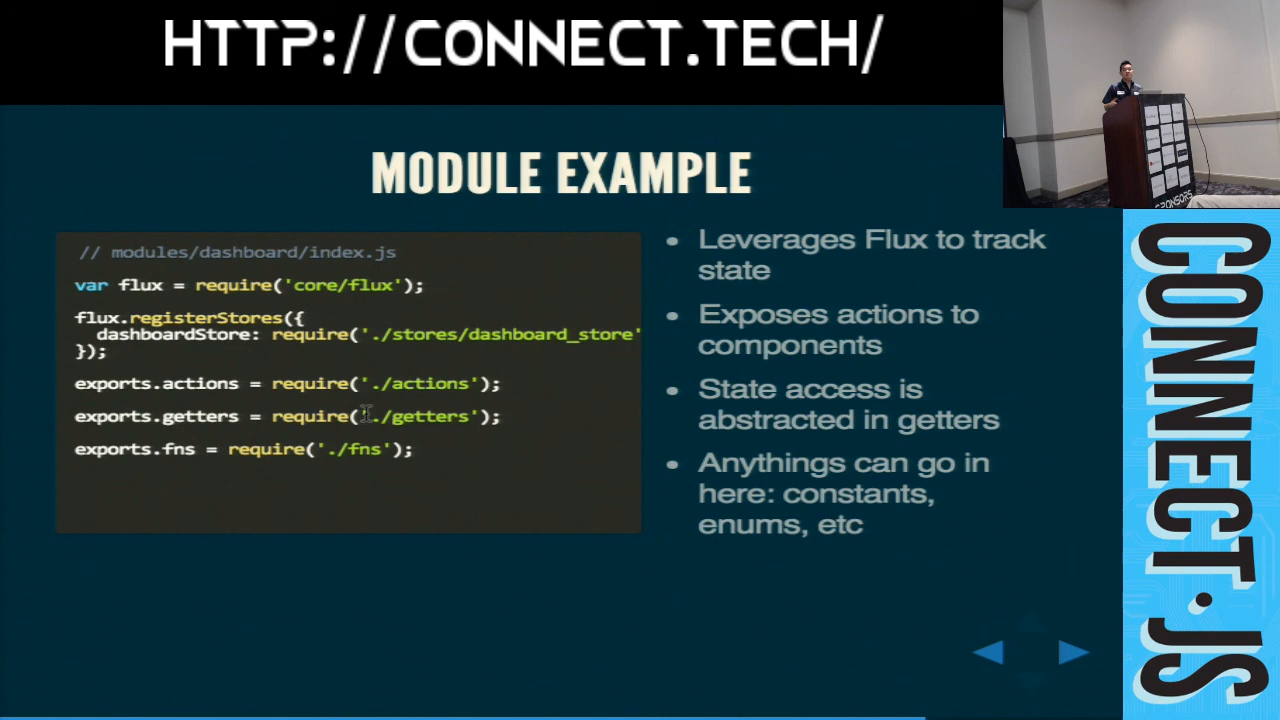 HTTP://CONNECT.TECH/
MODULE EXAMPLE
// modules/dashboard/index.js
var flux = require('core/flux');
flux.registerStores({
dashboardStore: require('./stores/dashboard_store'
});
exports.actions = require('./actions');
exports.getters = require('./getters');
exports.fns = require('./fns');
• Leverages Flux to track
state
• Exposes actions to
components
• State access is
abstracted in getters
• Anythings can go in
here: constants,
enums, etc
SPONSORS
CONNECT.JS